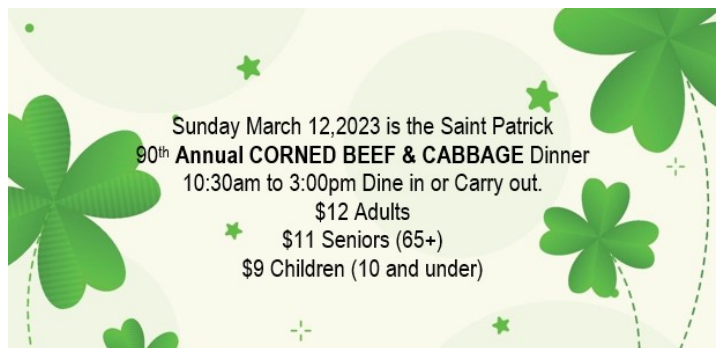 Sunday March 12,2023 is the Saint Patrick
90th Annual CORNED BEEF & CABBAGE Dinner
10:30am to 3:00pm Dine in or Carry out.
$12 Adults
$11 Seniors (65+)
$9 Children (10 and under)